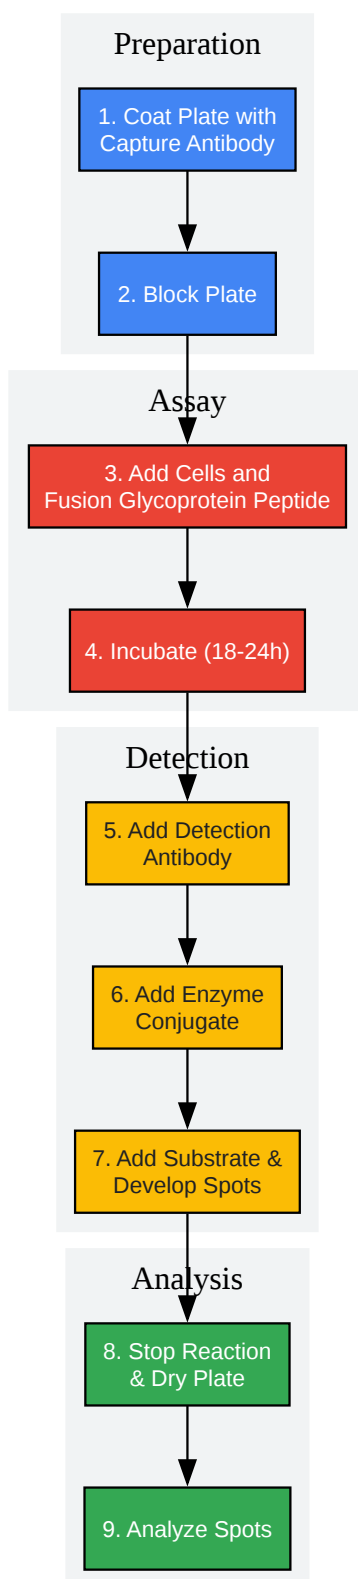 Preparation
1. Coat Plate with
Capture Antibody
2. Block Plate
Assay
3. Add Cells and
Fusion Glycoprotein Peptide
4. Incubate (18-24h)
Detection
5. Add Detection
Antibody
6. Add Enzyme
Conjugate
7. Add Substrate &
Develop Spots
Analysis
8. Stop Reaction
& Dry Plate
9. Analyze Spots